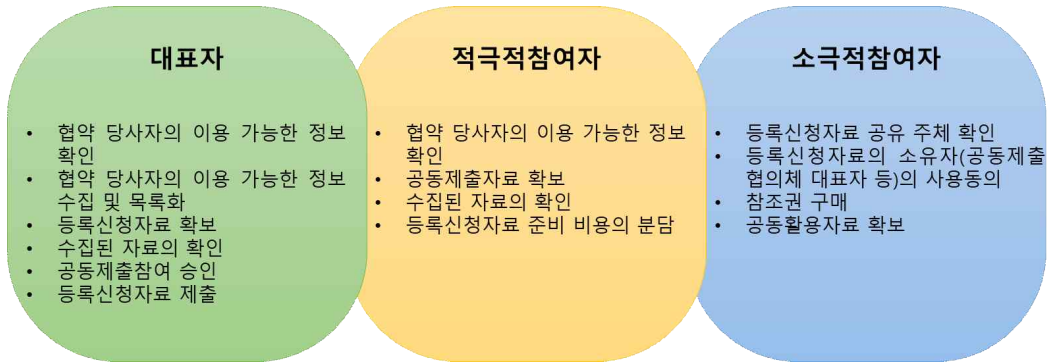 대표자
• 협약 당사자의 이용 가능한 정보
확인
• 협약 당사자의 이용 가능한 정보
수집 및 목록화
• 등록신청자료 확보
• 수집된 자료의 확인
• 공동제출참여 승인
• 등록신청자료 제출
적극적참여자
• 협약 당사자의 이용 가능한 정보
확인
• 공동제출자료 확보
• 수집된 자료의 확인
• 등록신청자료 준비 비용의 분담
소극적참여자
• 등록신청자료 공유 주체 확인
• 등록신청자료의 소유자(공동제출
협의체 대표자 등)의 사용동의
• 참조권 구매
• 공동활용자료 확보